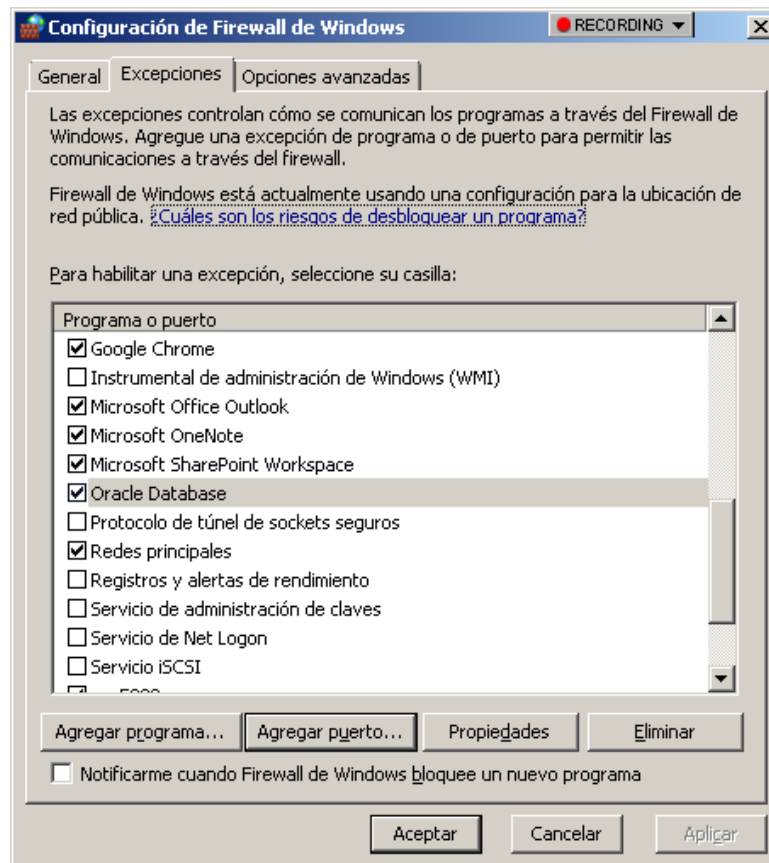 Configuración de Firewall de Windows
RECORDING
General
Excepciones
Opciones avanzadas
Las excepciones controlan cómo se comunican los programas a través del Firewall de
Windows. Agregue una excepción de programa o de puerto para permitir las
comunicaciones a través del firewall.
Firewall de Windows está actualmente usando una configuración para la ubicación de
red pública. ¿Cuáles son los riesgos de desbloquear un programa?
Para habilitar una excepción, seleccione su casilla:
Programa o puerto
Google Chrome
Instrumental de administración de Windows (WMI)
Microsoft Office Outlook
Microsoft OneNote
Microsoft SharePoint Workspace
Oracle Database
Protocolo de túnel de sockets seguros
Redes principales
Registros y alertas de rendimiento
Servicio de administración de claves
Servicio de Net Logon
Servicio iSCSI
Agregar programa...
Agregar puerto...
Propiedades
Eliminar
Notificarme cuando Firewall de Windows bloquee un nuevo programa
Aceptar
Cancelar
Aplicar